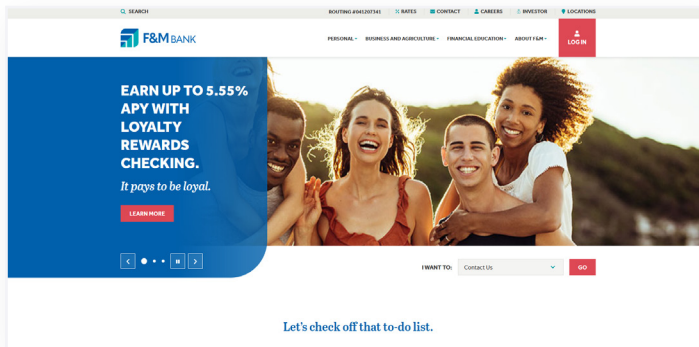 SEARCH
ROUTING #041207341
RATES
CONTACT
CAREERS
INVESTOR
LOCATIONS
F&M BANK
PERSONAL
BUSINESS AND AGRICULTURE
FINANCIAL EDUCATION
ABOUT F&M
LOG IN
EARN UP TO 5.55%
APY WITH
LOYALTY
REWARDS
CHECKING.
It pays to be loyal.
LEARN MORE
I WANT TO:
Contact Us
GO
Let's check off that to-do list.